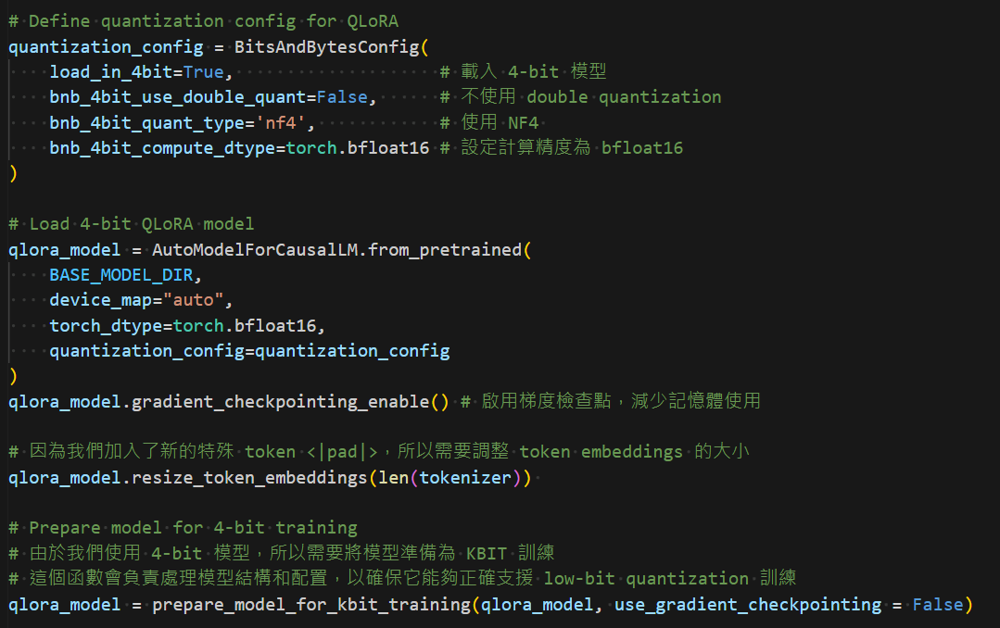 # Define quantization config for QLoRA
quantization_config = BitsAndBytesConfig(
    load_in_4bit=True,                    # 載入 4-bit 模型
    bnb_4bit_use_double_quant=False,      # 不使用 double quantization
    bnb_4bit_quant_type='nf4',            # 使用 NF4
    bnb_4bit_compute_dtype=torch.bfloat16 # 設定計算精度為 bfloat16
)

# Load 4-bit QLoRA model
qlora_model = AutoModelForCausalLM.from_pretrained(
    BASE_MODEL_DIR,
    device_map="auto",
    torch_dtype=torch.bfloat16,
    quantization_config=quantization_config
)
qlora_model.gradient_checkpointing_enable() # 啟用梯度檢查點，減少記憶體使用

# 因為我們加入了新的特殊 token <|pad|>，所以需要調整 token embeddings 的大小
qlora_model.resize_token_embeddings(len(tokenizer))

# Prepare model for 4-bit training
# 由於我們使用 4-bit 模型，所以需要將模型準備為 KBIT 訓練
# 這個函數會負責處理模型結構和配置，以確保它能夠正確支援 low-bit quantization 訓練
qlora_model = prepare_model_for_kbit_training(qlora_model, use_gradient_checkpointing = False)